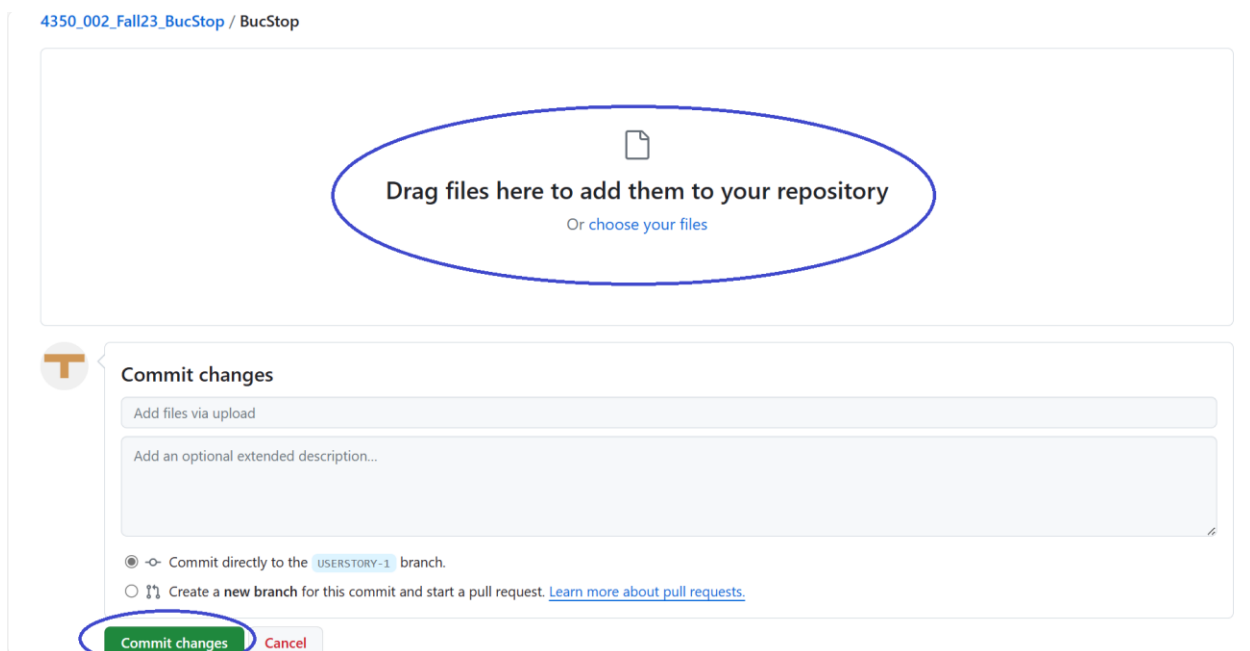 4350_002_Fall23_BucStop / BucStop
Drag files here to add them to your repository
Or choose your files
Commit changes
Add files via upload
Add an optional extended description...
Commit directly to the USERSTORY-1 branch.
Create a new branch for this commit and start a pull request. Learn more about pull requests.
Commit changes Cancel